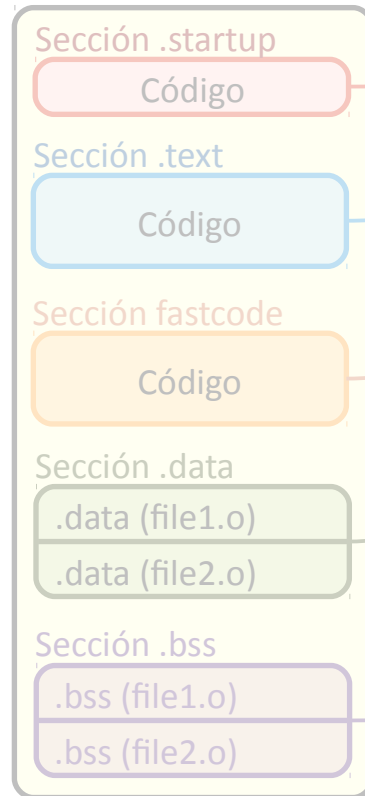 Sección .startup
Código
Sección .text
Código
Sección fastcode
Código
Sección .data
.data (file1.o)
.data (file2.o)
Sección .bss
.bss (file1.o)
.bss (file2.o)